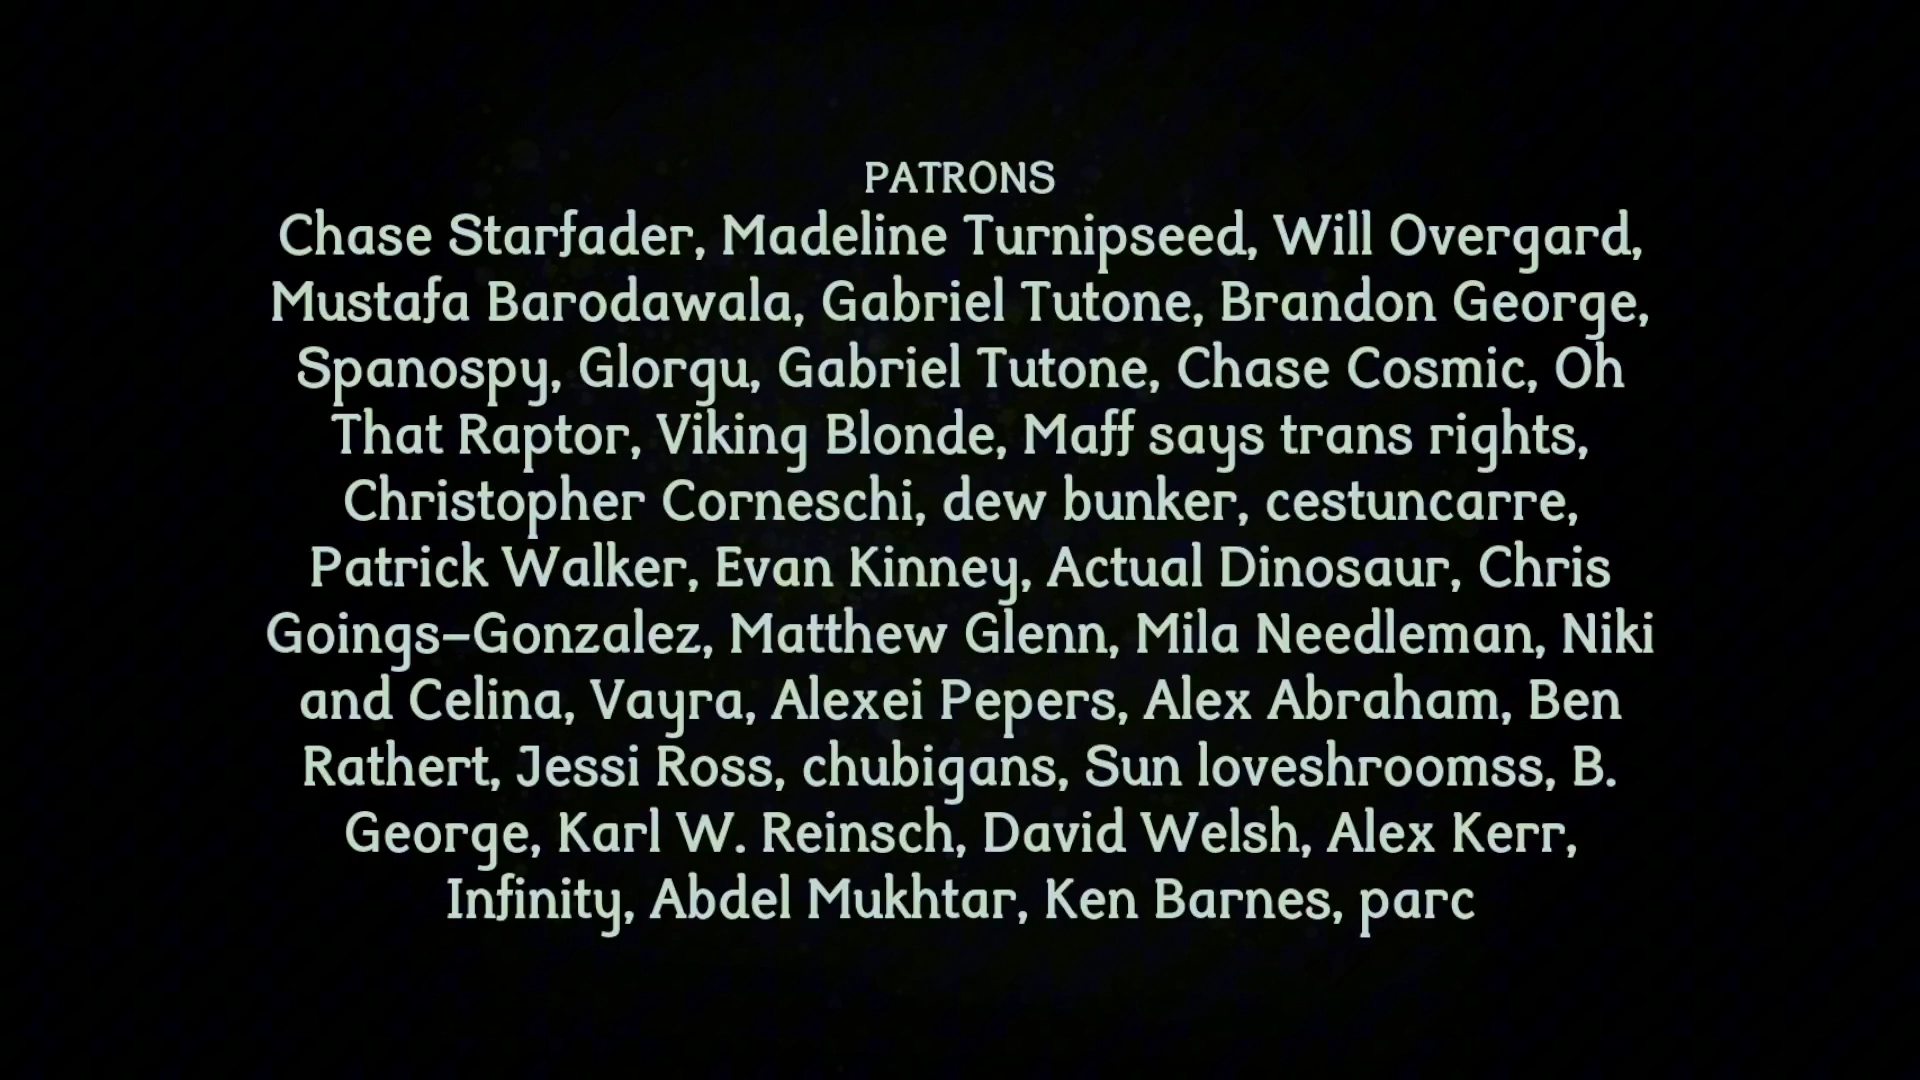 PATRONS
Chase Starfader, Madeline Turnipseed, Will Overgard,
Mustafa Barodawala, Gabriel Tutone, Brandon George,
Spanospy, Glorgu, Gabriel Tutone, Chase Cosmic, Oh
That Raptor, Viking Blonde, Maff says trans rights,
Christopher Corneschi, dew bunker, cestuncarre,
Patrick Walker, Evan Kinney, Actual Dinosaur, Chris
Goings-Gonzalez, Matthew Glenn, Mila Needleman, Niki
and Celina, Vayra, Alexei Pepers, Alex Abraham, Ben
Rathert, Jessi Ross, chubigans, Sun loveshroomss, B.
George, Karl W. Reinsch, David Welsh, Alex Kerr,
Infinity, Abdel Mukhtar, Ken Barnes, parc